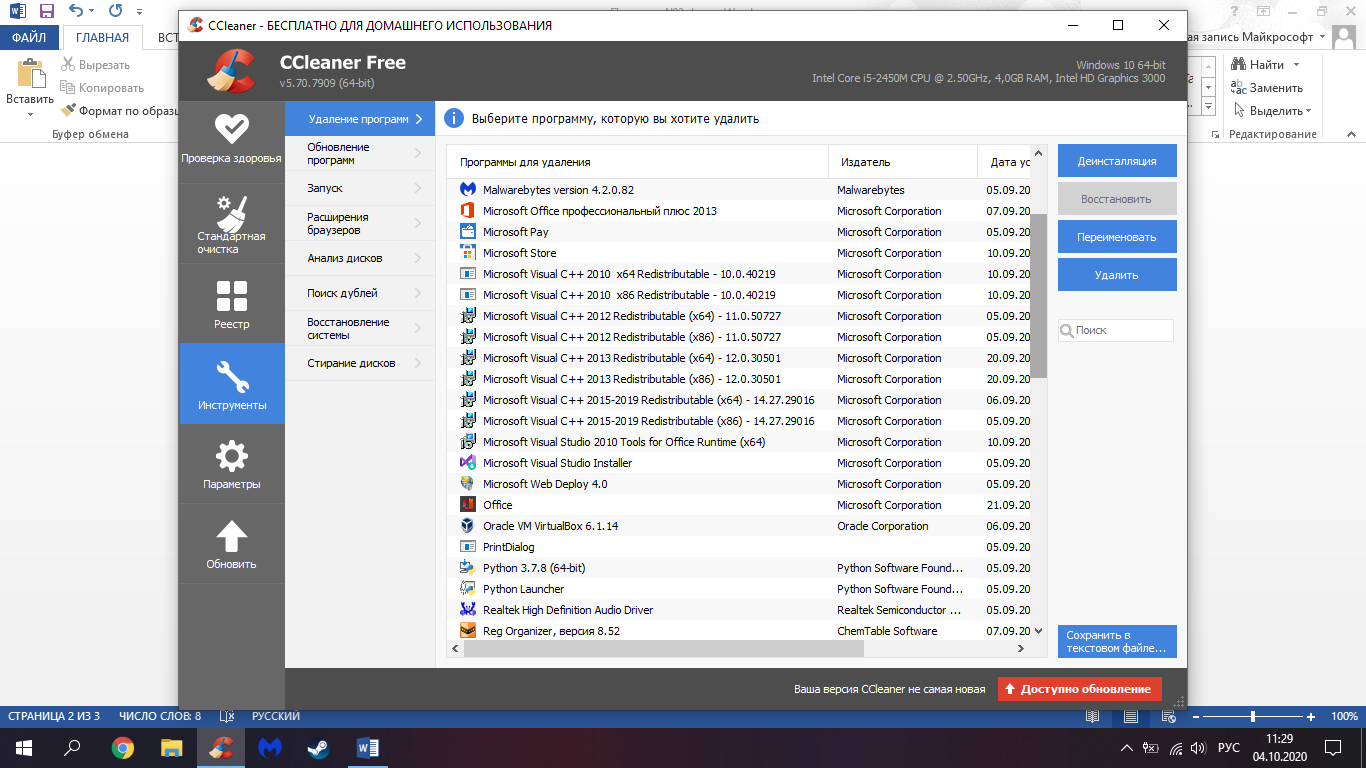 CCleaner - БЕСПЛАТНО ДЛЯ ДОМАШНЕГО ИСПОЛЬЗОВАНИЯ
ФАЙЛ
ГЛАВНАЯ
Вставить
Вырезать
Копировать
Формат по
Буфер обмена
запись Майкрософт
Найти
Заменить
Выделить
Редактирование
CCleaner Free
v5.70.7909 (64-bit)
Windows 10 64-bit
Intel Core i5-2450M CPU @ 2.50GHz, 4,0GB RAM, Intel HD Graphics 3000
Проверка здоровья
Стандартная
очистка
Реестр
Инструменты
Параметры
Обновить
Удаление программ
Обновление
программ
Запуск
Расширения
браузеров
Анализ дисков
Поиск дублей
Восстановление
системы
Стирание дисков
Выберите программу, которую вы хотите удалить
Программы для удаления Издатель Дата ус
Malwarebytes version 4.2.0.82 Malwarebytes 05.09.20
Microsoft Office профессиональный плюс 2013 Microsoft Corporation 07.09.20
Microsoft Pay Microsoft Corporation 05.09.20
Microsoft Store Microsoft Corporation 10.09.20
Microsoft Visual C++ 2010 x64 Redistributable - 10.0.40219 Microsoft Corporation 10.09.20
Microsoft Visual C++ 2010 x86 Redistributable - 10.0.40219 Microsoft Corporation 10.09.20
Microsoft Visual C++ 2012 Redistributable (x64) - 11.0.50727 Microsoft Corporation 05.09.20
Microsoft Visual C++ 2012 Redistributable (x86) - 11.0.50727 Microsoft Corporation 05.09.20
Microsoft Visual C++ 2013 Redistributable (x64) - 12.0.30501 Microsoft Corporation 20.09.20
Microsoft Visual C++ 2013 Redistributable (x86) - 12.0.30501 Microsoft Corporation 20.09.20
Microsoft Visual C++ 2015-2019 Redistributable (x64) - 14.27.29016 Microsoft Corporation 06.09.20
Microsoft Visual C++ 2015-2019 Redistributable (x86) - 14.27.29016 Microsoft Corporation 05.09.20
Microsoft Visual Studio 2010 Tools for Office Runtime (x64) Microsoft Corporation 10.09.20
Microsoft Visual Studio Installer Microsoft Corporation 05.09.20
Microsoft Web Deploy 4.0 Microsoft Corporation 05.09.20
Office Microsoft Corporation 21.09.20
Oracle VM VirtualBox 6.1.14 Oracle Corporation 06.09.20
PrintDialog 05.09.20
Python 3.7.8 (64-bit) Python Software Found... 05.09.20
Python Launcher Python Software Found... 05.09.20
Realtek High Definition Audio Driver Realtek Semiconductor ... 05.09.20
Reg Organizer, версия 8.52 ChemTable Software 07.09.20
Деинсталляция
Восстановить
Переименовать
Удалить
Поиск
Сохранить в
текстовом файле...
Ваша версия CCleaner не самая новая
Доступно обновление
СТРАНИЦА 2 ИЗ 3 ЧИСЛО СЛОВ: 8 РУССКИЙ 100%
РУС
11:29
04.10.2020